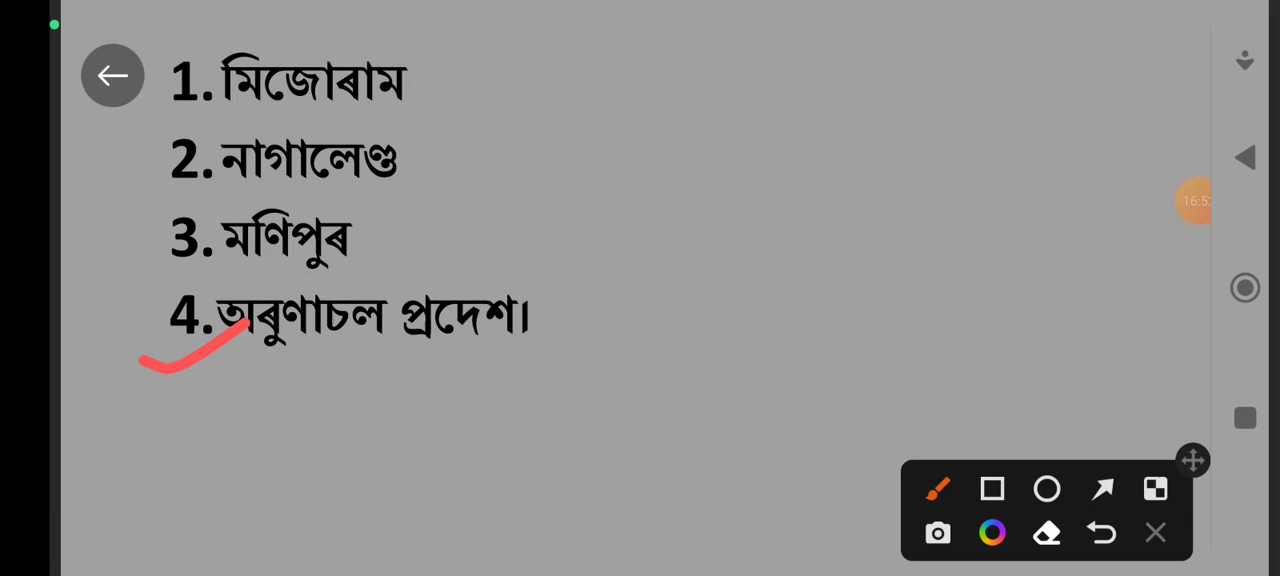 1. মিজোৰাম
2. নাগালেণ্ড
3. মণিপুৰ
4. অৰুণাচল প্ৰদেশ।